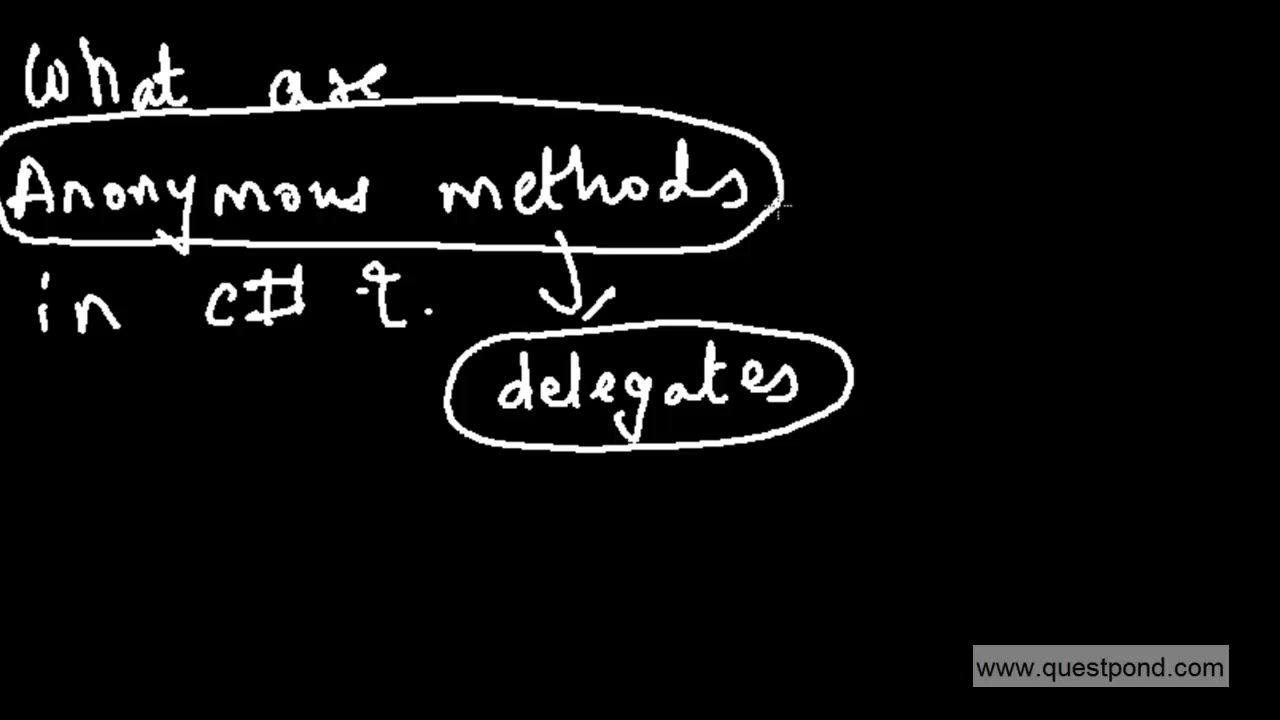 What are
Anonymous methods
in C# ?.
delegates
www.questpond.com